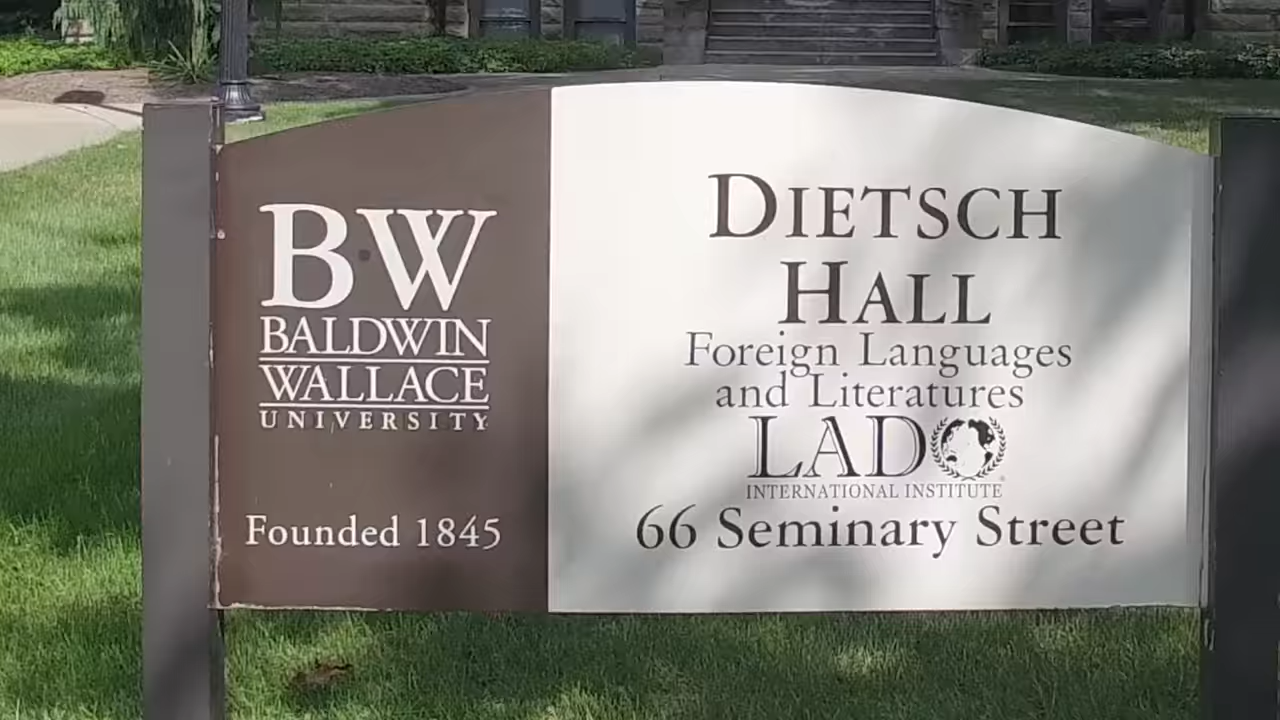 BW
BALDWIN
WALLACE
UNIVERSITY
Founded 1845
DIETSCH
HALL
Foreign Languages
and Literatures
LADO
INTERNATIONAL INSTITUTE
66 Seminary Street